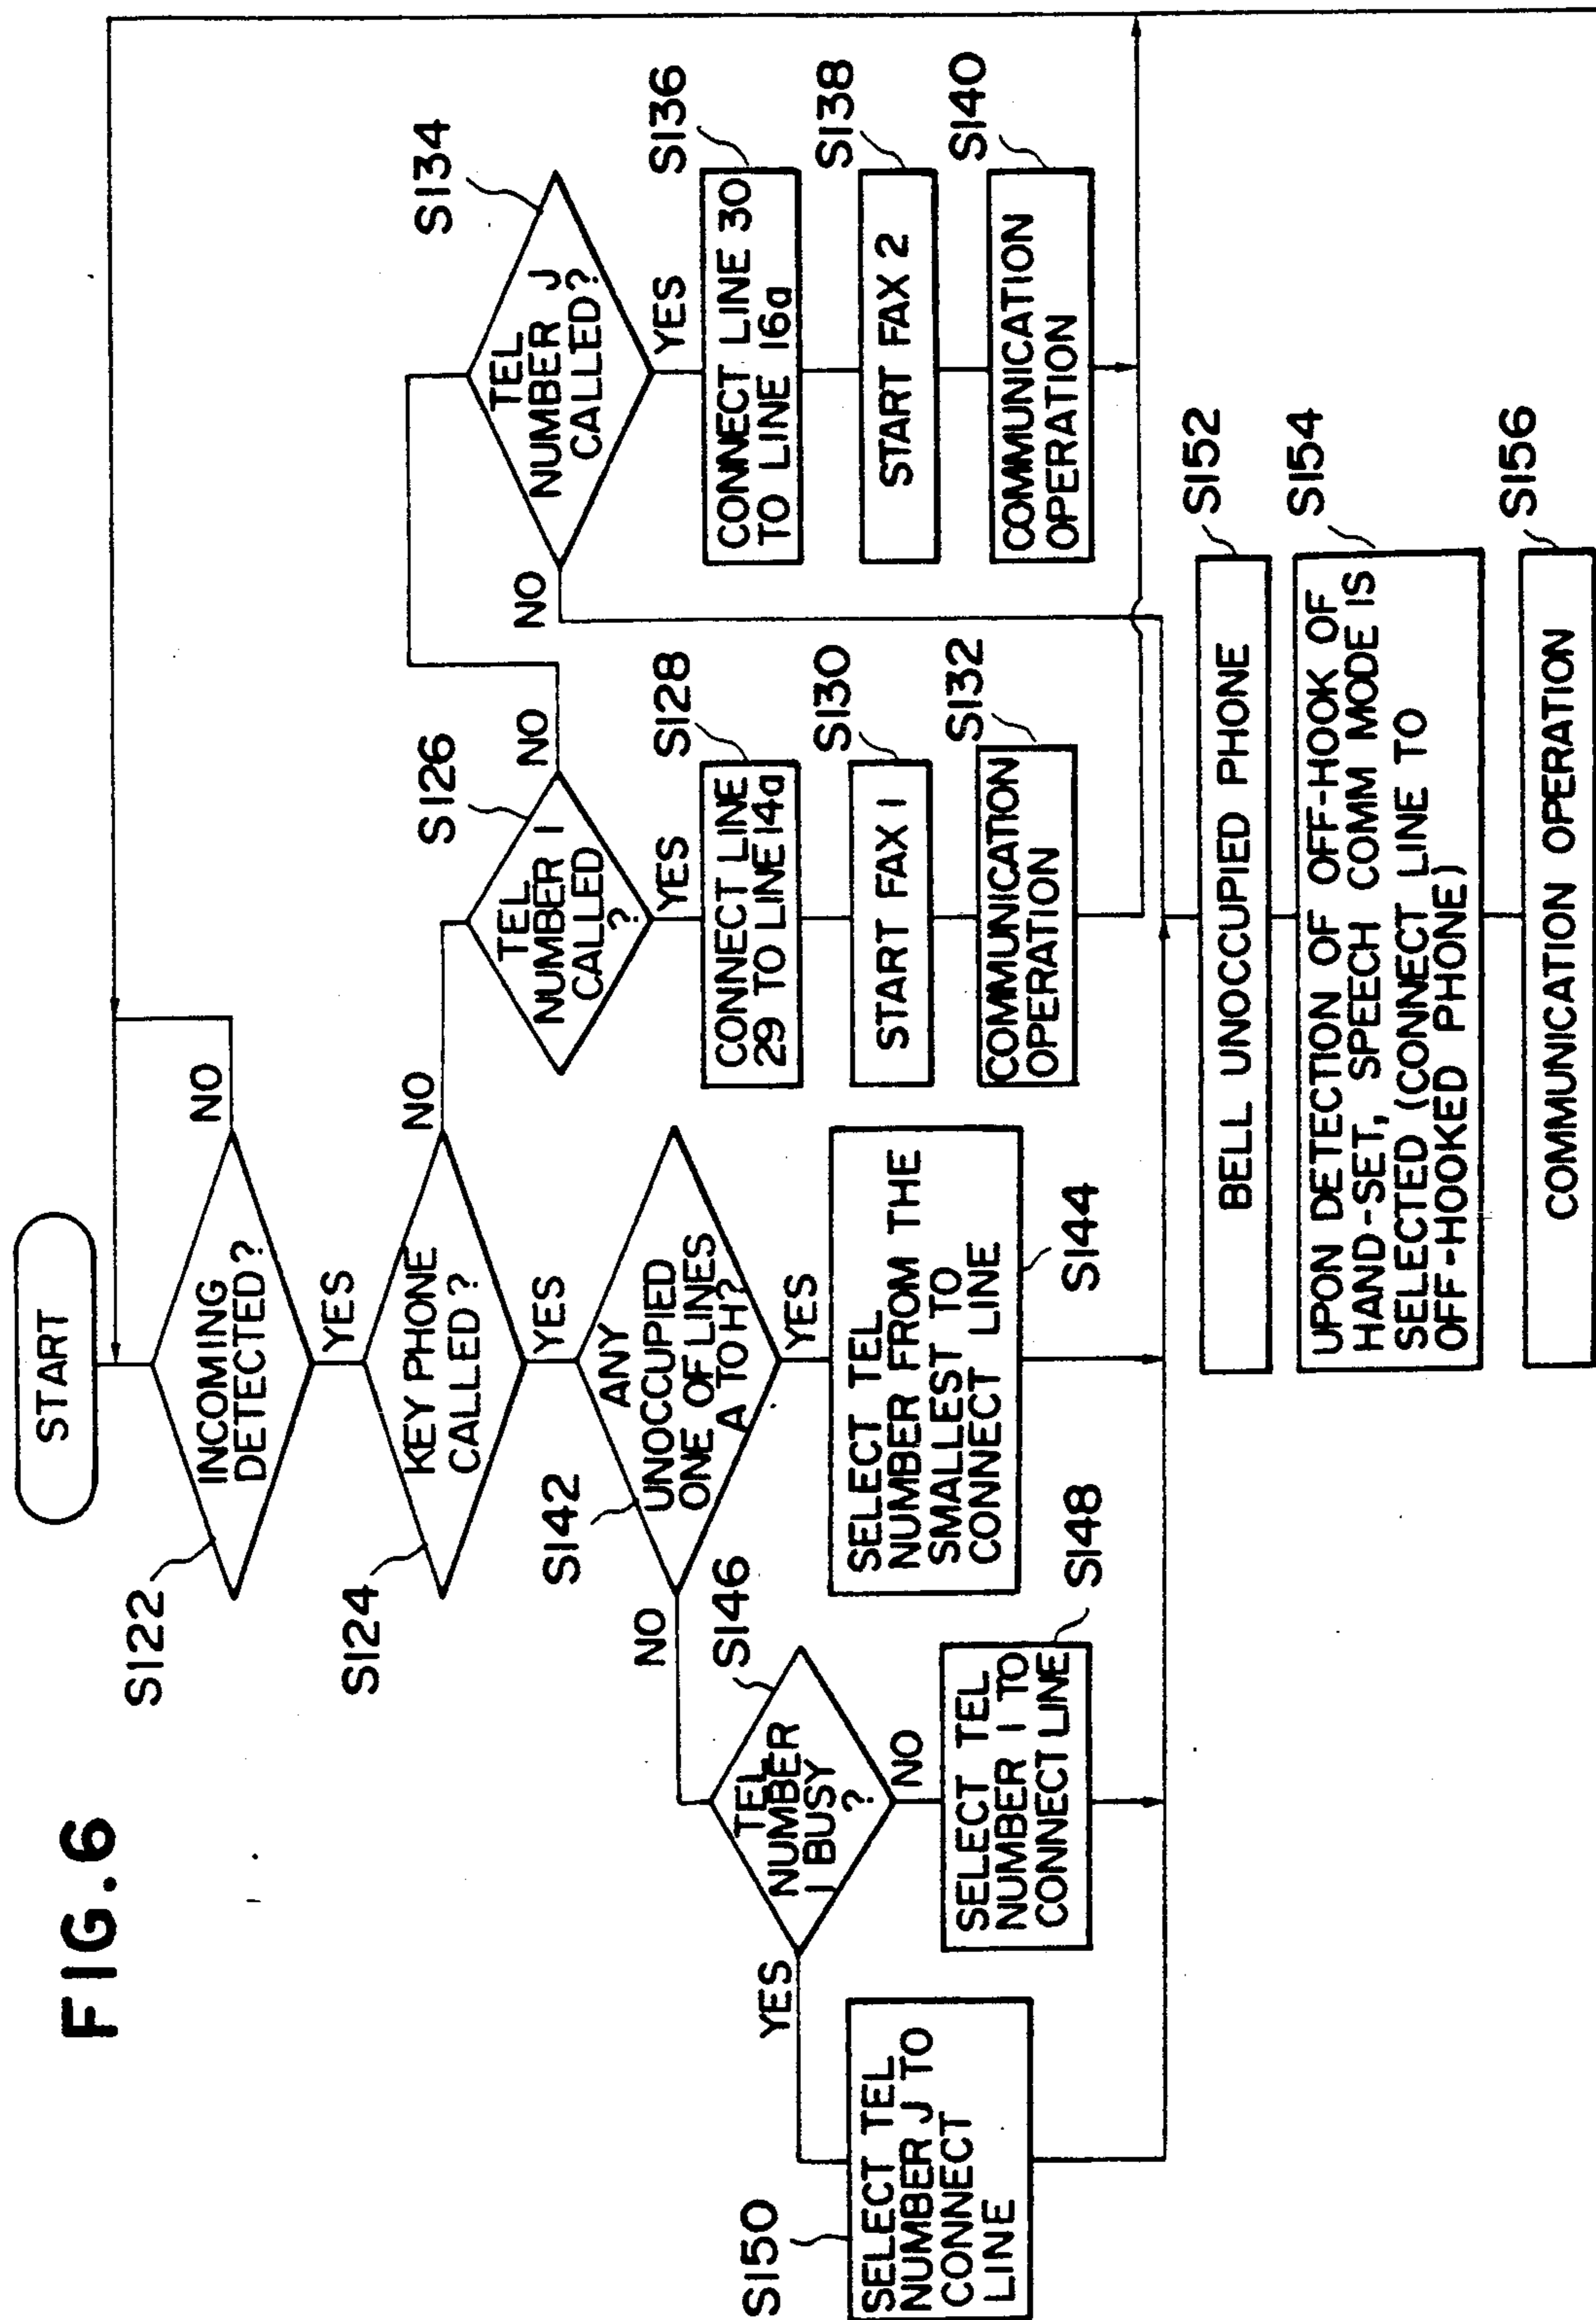 FIG.6
START
S122
INCOMING
DETECTED?
NO
YES
S124
KEY PHONE
CALLED?
NO
YES
S126
TEL
NUMBER I
CALLED
?
NO
YES
S128
CONNECT LINE
29 TO LINE 14a
S130
START FAX 1
S132
COMMUNICATION
OPERATION
S134
TEL
NUMBER J
CALLED?
NO
YES
S136
CONNECT LINE 30
TO LINE 16a
S138
START FAX 2
S140
COMMUNICATION
OPERATION
S142
ANY
UNOCCUPIED
ONE OF LINES
A TO H?
NO
YES
S144
SELECT TEL
NUMBER FROM THE
SMALLEST TO
CONNECT LINE
S146
TEL
NUMBER
I BUSY
?
YES
NO
S148
SELECT TEL
NUMBER I TO
CONNECT LINE
S150
SELECT TEL
NUMBER J TO
CONNECT
LINE
S152
BELL UNOCCUPIED PHONE
S154
UPON DETECTION OF OFF-HOOK OF
HAND-SET, SPEECH COMM MODE IS
SELECTED (CONNECT LINE TO
OFF-HOOKED PHONE)
S156
COMMUNICATION OPERATION